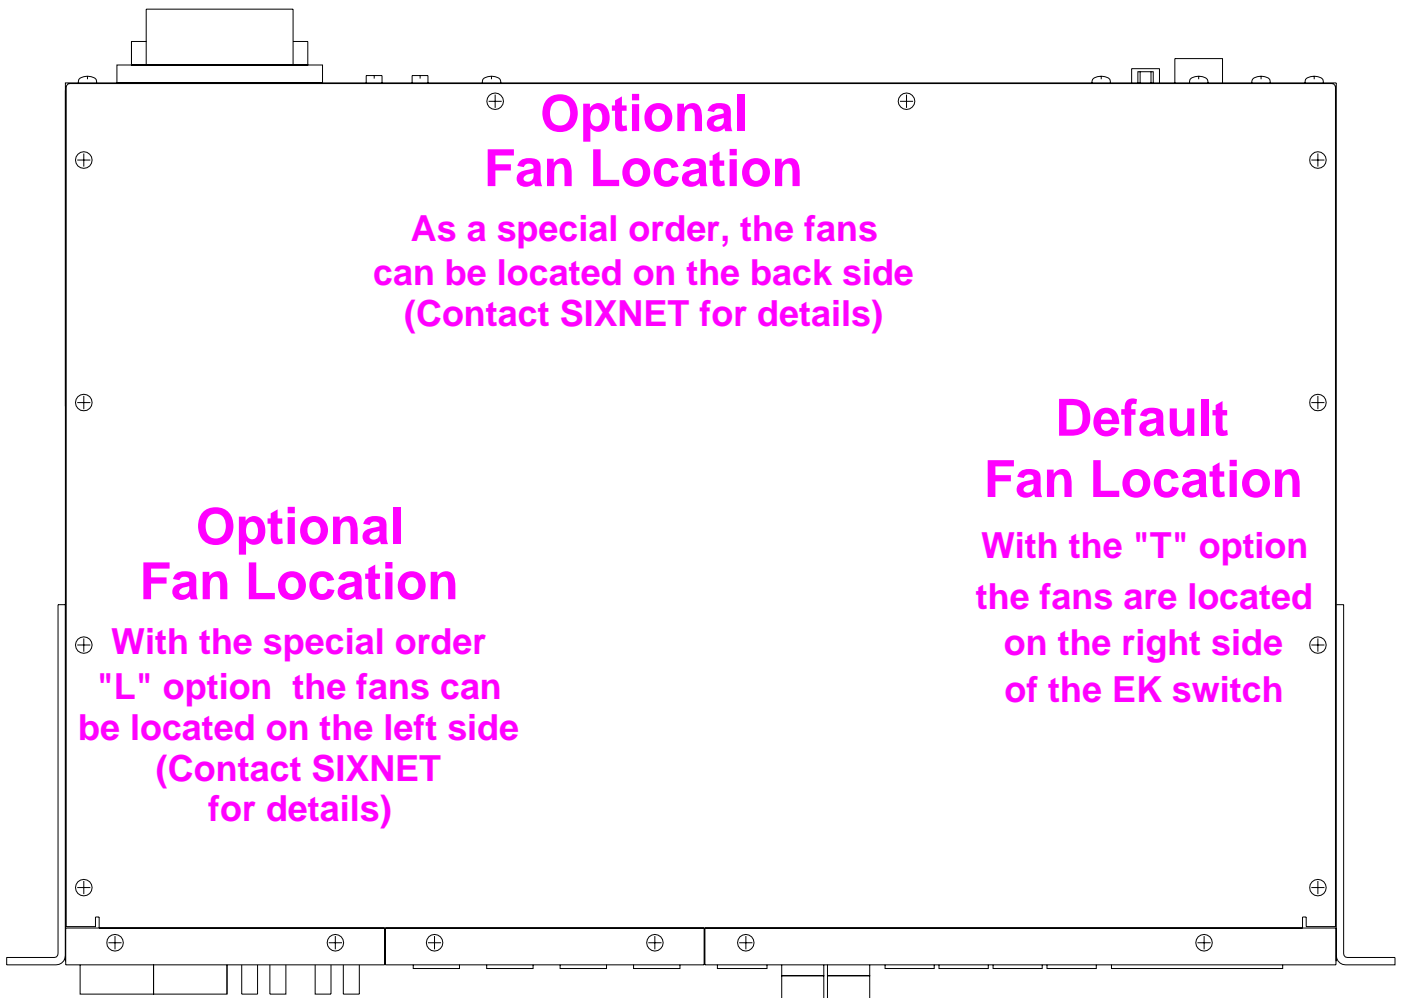 Optional
Fan Location
As a special order, the fans
can be located on the back side
(Contact SIXNET for details)
Default
Fan Location
With the "T" option
the fans are located
on the right side
of the EK switch
Optional
Fan Location
With the special order
"L" option  the fans can
be located on the left side
(Contact SIXNET
for details)